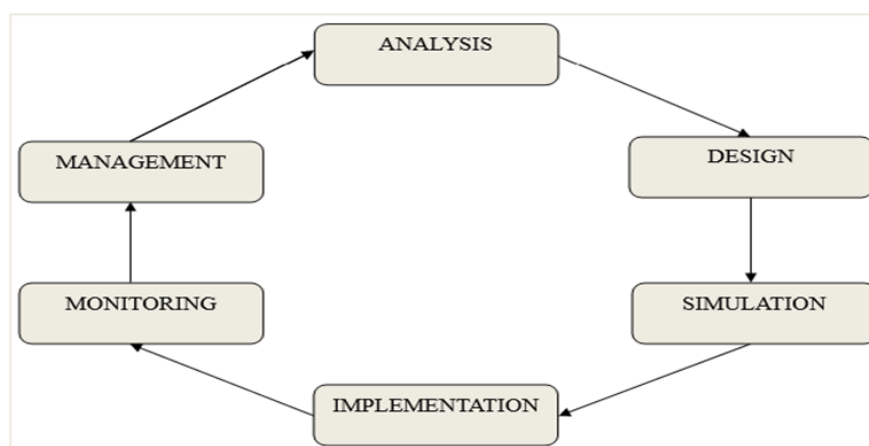 ANALYSIS
DESIGN
SIMULATION
IMPLEMENTATION
MONITORING
MANAGEMENT